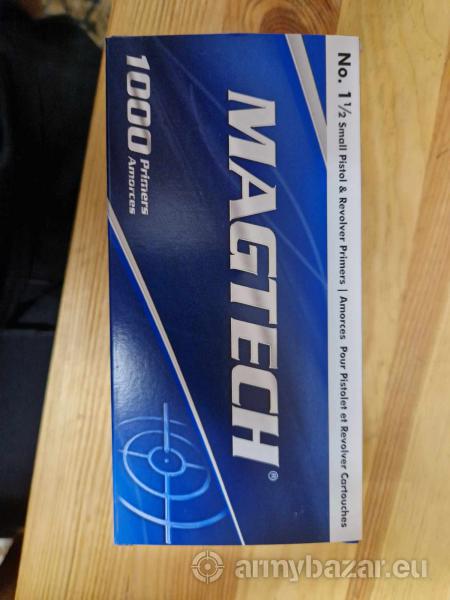 No. 1½ Small Pistol & Revolver Primers | Amorces Pour Pistolet et Revolver Cartouches
MAGTECH®
1000 Primers
Amorces
armybazar.eu